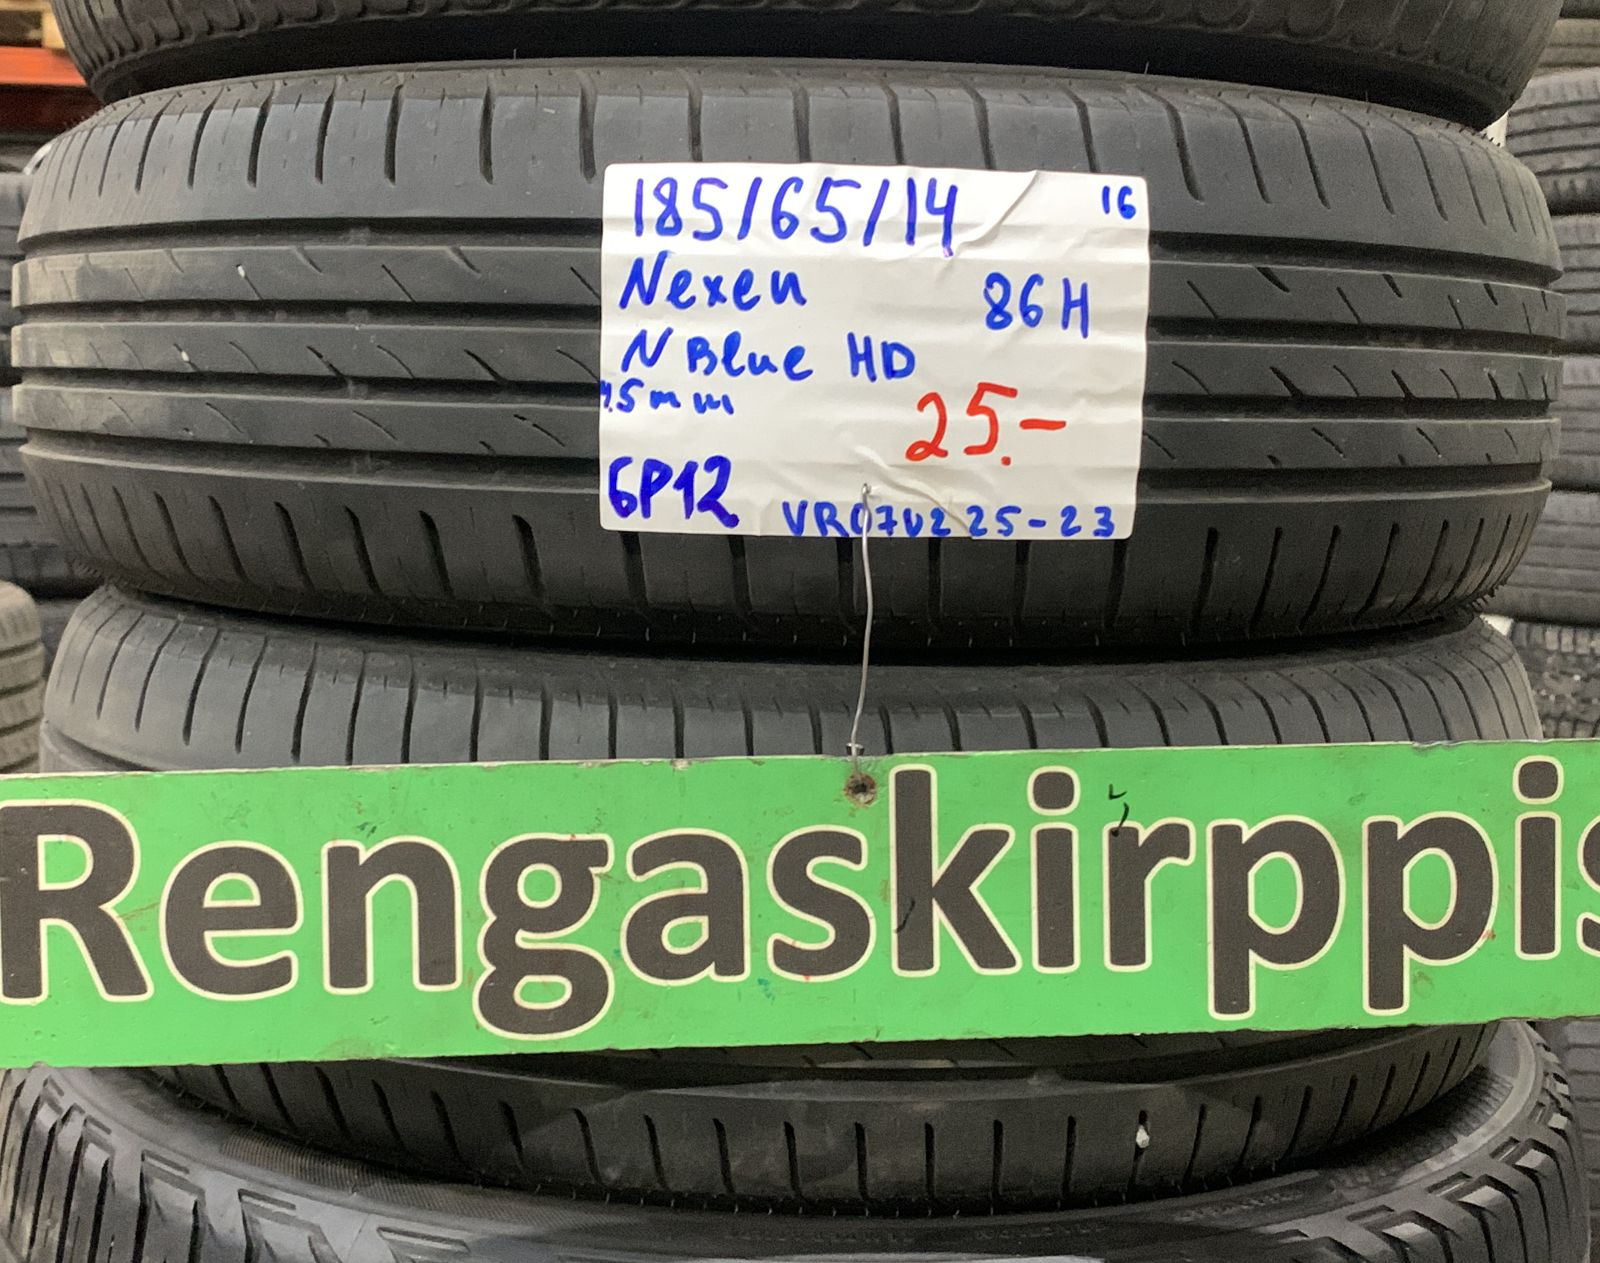 185/65/14 16
Nexen 86H
N Blue HD
4.5mm
25.-
6P12 VR07V225-23
Rengaskirppis